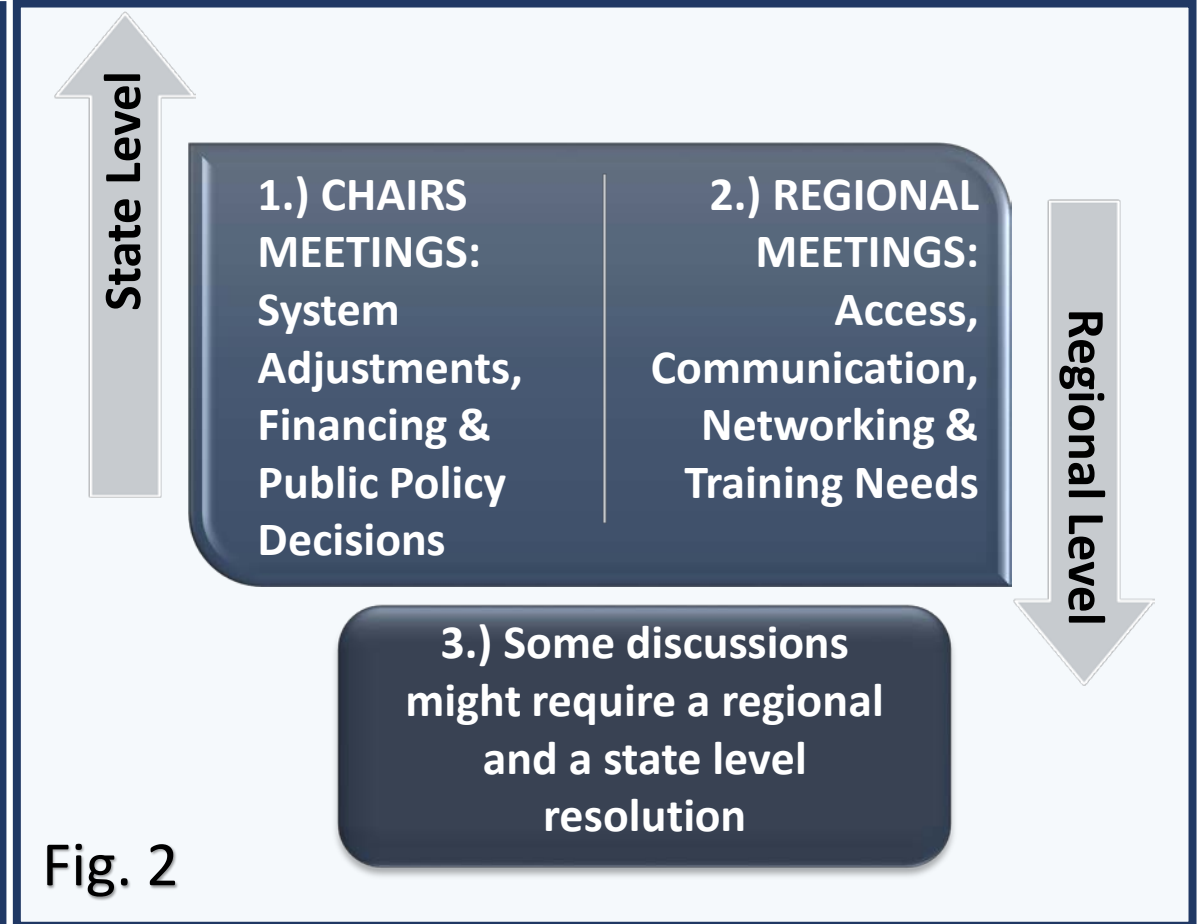 State Level
1.) CHAIRS
MEETINGS:
System
Adjustments,
Financing &
Public Policy
Decisions
2.) REGIONAL
MEETINGS:
Access,
Communication,
Networking &
Training Needs
Regional Level
3.) Some discussions
might require a regional
and a state level
resolution
Fig. 2